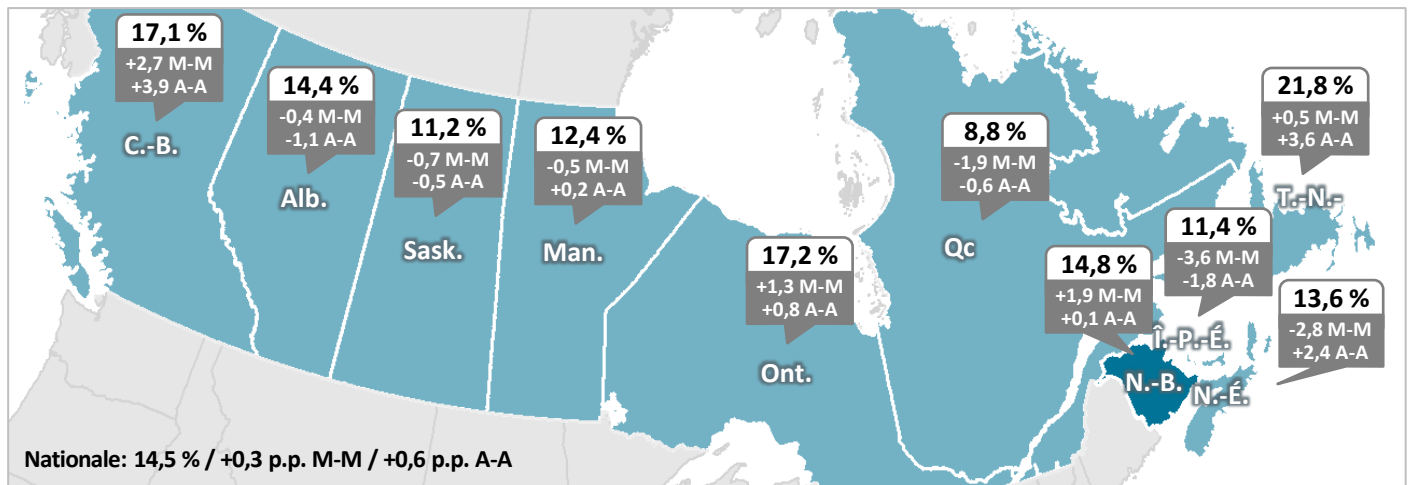 17,1 %
+2,7 M-M
+3,9 A-A
C.-B.
14,4 %
-0,4 M-M
-1,1 A-A
Alb.
11,2 %
-0,7 M-M
-0,5 A-A
Sask.
12,4 %
-0,5 M-M
+0,2 A-A
Man.
17,2 %
+1,3 M-M
+0,8 A-A
Ont.
8,8 %
-1,9 M-M
-0,6 A-A
Qc
21,8 %
+0,5 M-M
+3,6 A-A
T.-N.-
11,4 %
-3,6 M-M
-1,8 A-A
Î.-P.-É.
14,8 %
+1,9 M-M
+0,1 A-A
N.-B.
13,6 %
-2,8 M-M
+2,4 A-A
N.-É.
Nationale: 14,5 % / +0,3 p.p. M-M / +0,6 p.p. A-A